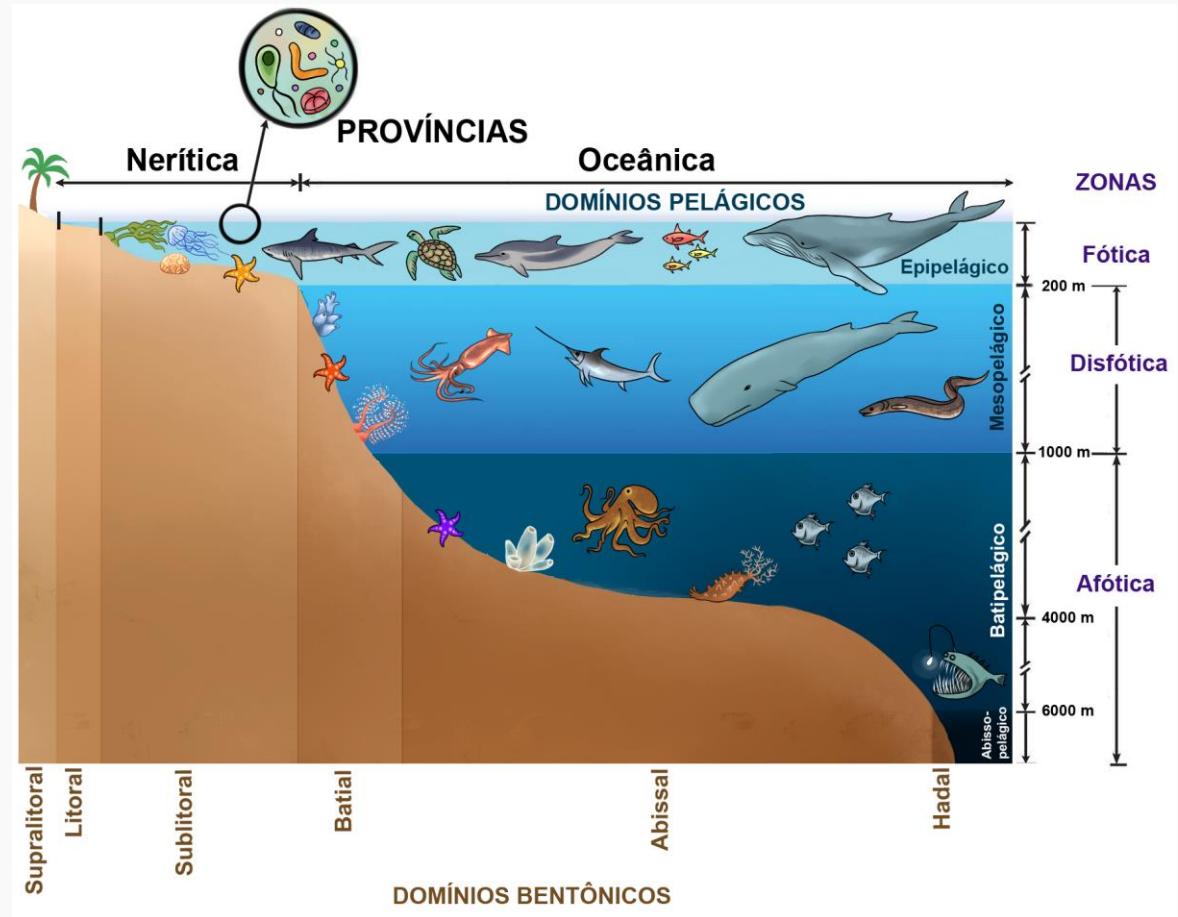 PROVÍNCIAS
Nerítica
Oceânica
ZONAS
DOMÍNIOS PELÁGICOS
Epipelágico
Fótica
200 m
Mesopelágico
Disfótica
1000 m
Batipelágico
Afótica
4000 m
6000 m
Abisso-
pelágico
Supralitoral
Litoral
Sublitoral
Batial
Abissal
Hadal
DOMÍNIOS BENTÔNICOS